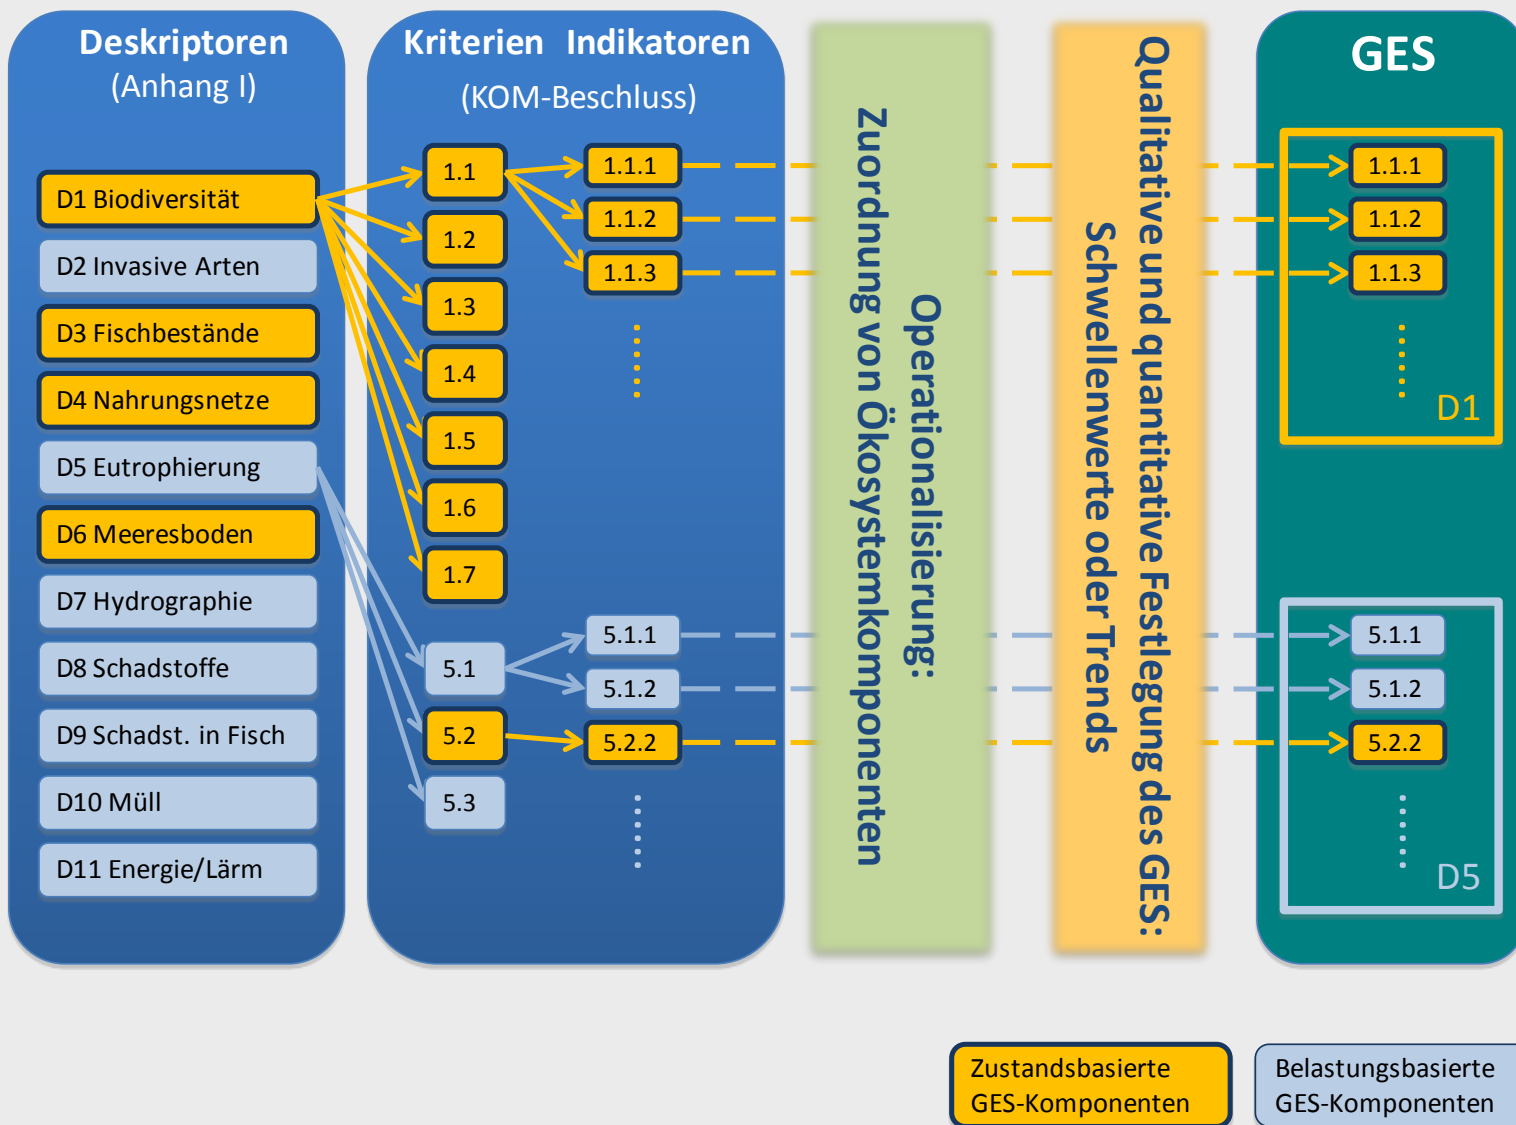 Deskriptoren
(Anhang I)
D1 Biodiversität
D2 Invasive Arten
D3 Fischbestände
D4 Nahrungsnetze
D5 Eutrophierung
D6 Meeresboden
D7 Hydrographie
D8 Schadstoffe
D9 Schadst. in Fisch
D10 Müll
D11 Energie/Lärm
Kriterien Indikatoren
(KOM-Beschluss)
1.1
1.2
1.3
1.4
1.5
1.6
1.7
5.1
5.2
5.3
1.1.1
1.1.2
1.1.3
5.1.1
5.1.2
5.2.2
Operationalisierung:
Zuordnung von Ökosystemkomponenten
Qualitative und quantitative Festlegung des GES:
Schwellenwerte oder Trends
GES
1.1.1
1.1.2
1.1.3
D1
5.1.1
5.1.2
5.2.2
D5
Zustandsbasierte
GES-Komponenten
Belastungsbasierte
GES-Komponenten